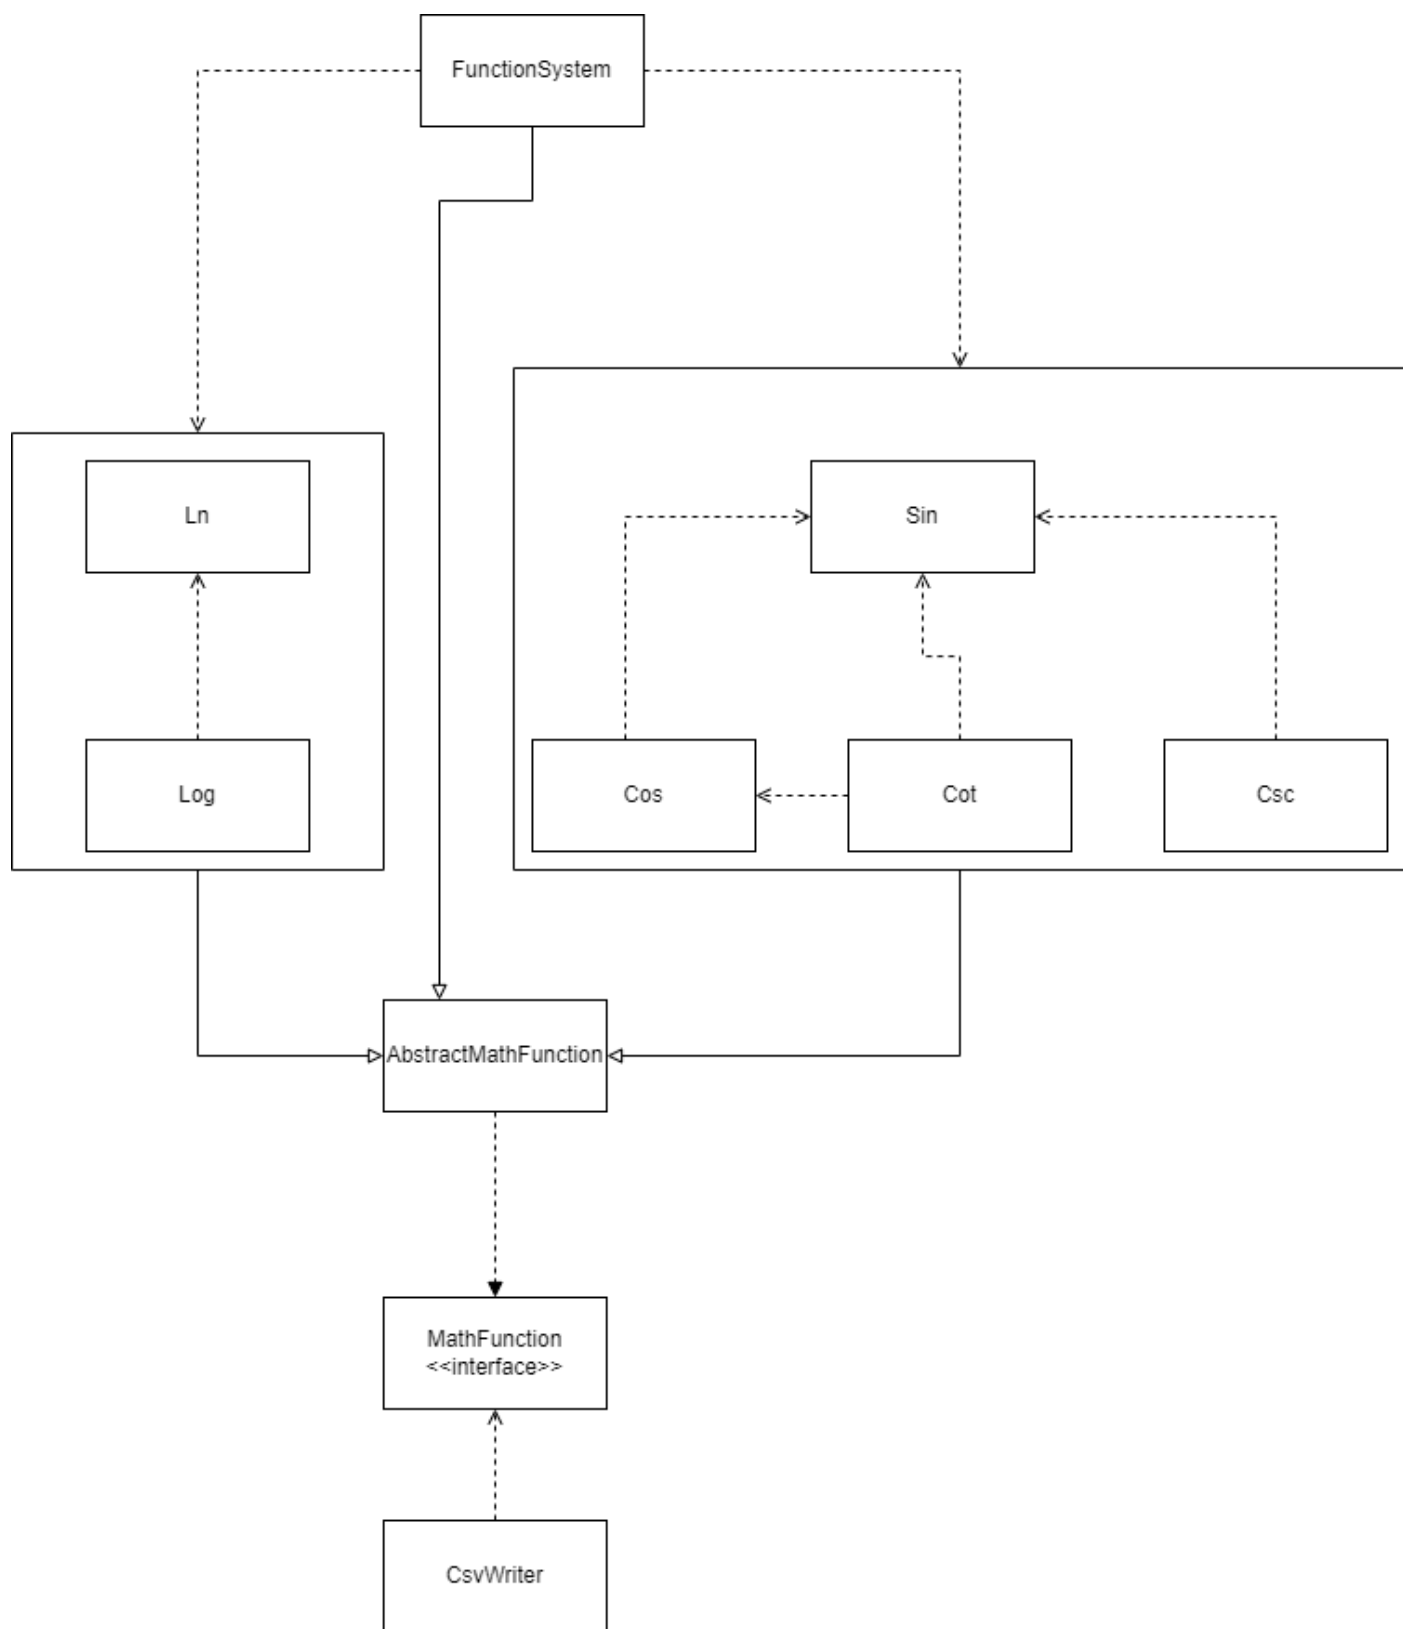 FunctionSystem
Ln
Sin
Log
Cos
Cot
Csc
AbstractMathFunction
MathFunction
<<interface>>
CsvWriter